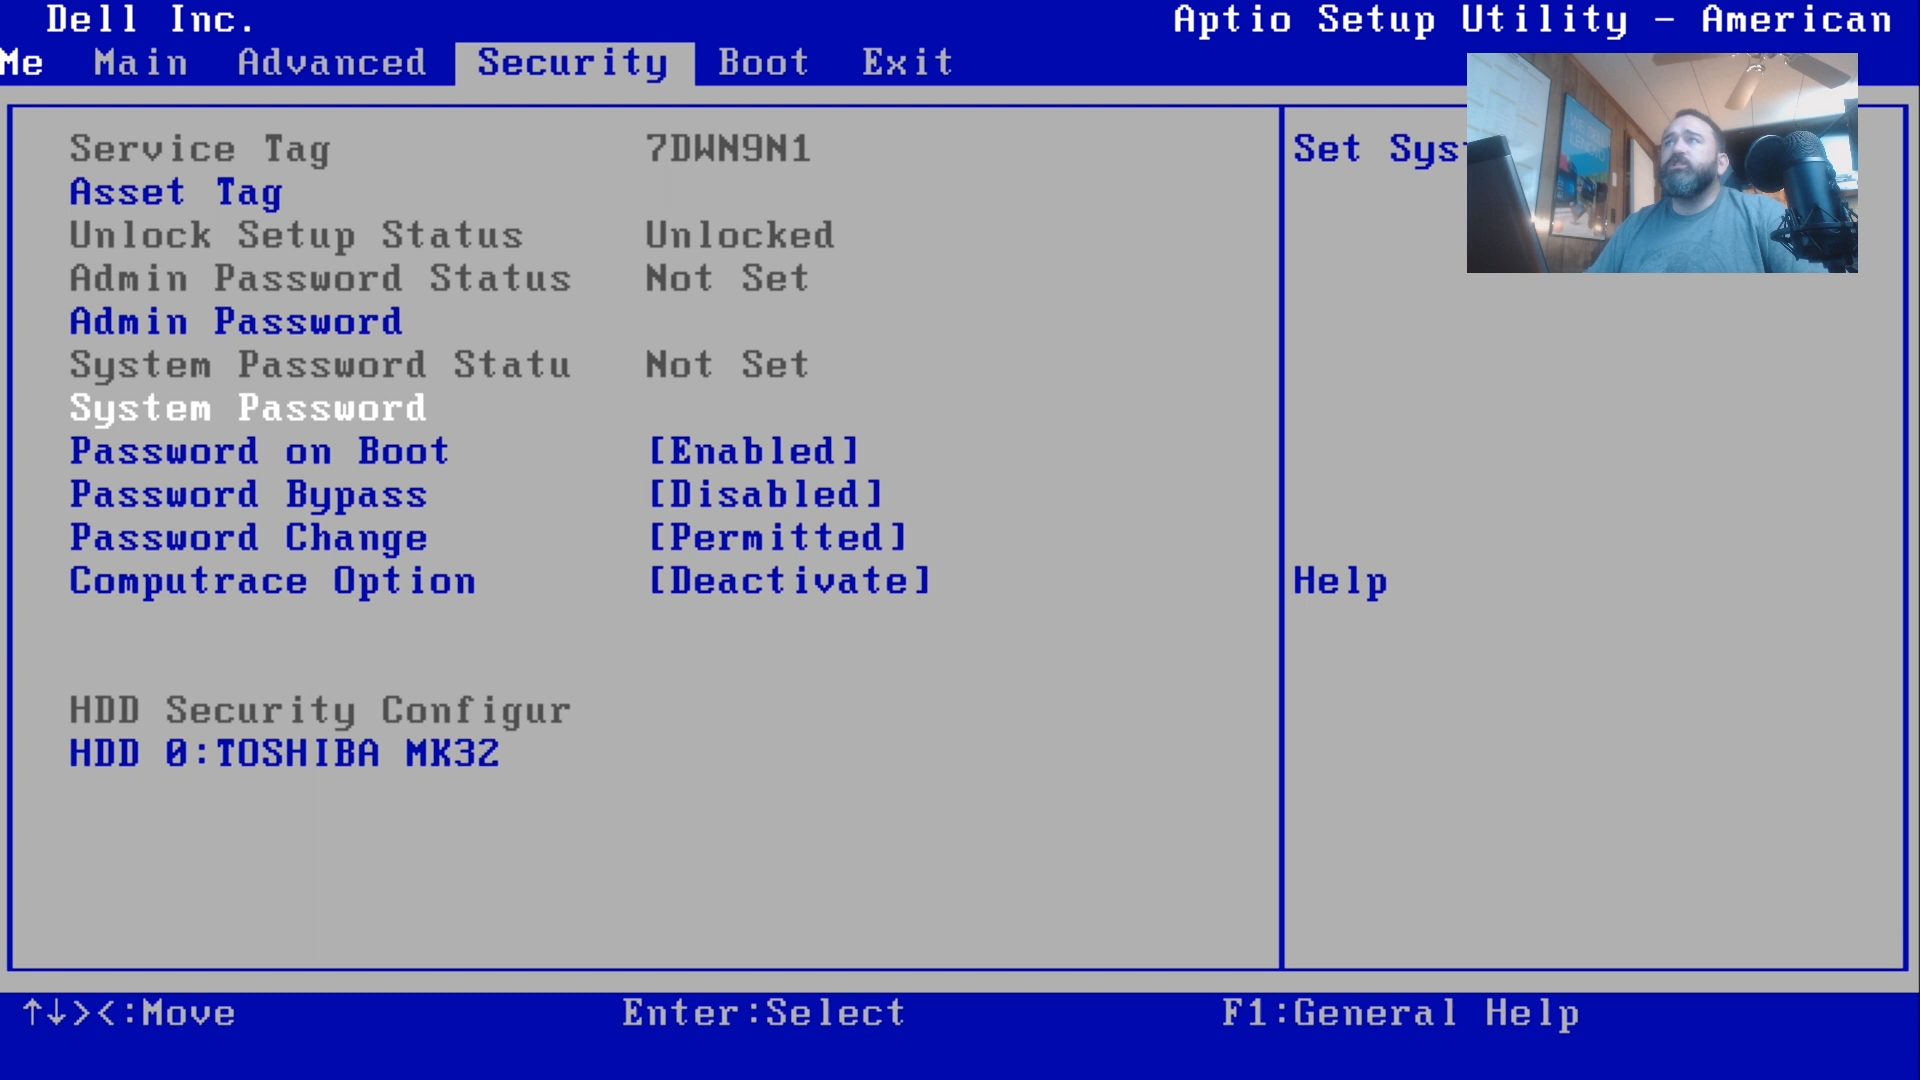 Dell Inc. Aptio Setup Utility - American
Me Main Advanced Security Boot Exit
Service Tag 7DWN9N1
Asset Tag
Unlock Setup Status Unlocked
Admin Password Status Not Set
Admin Password
System Password Statu Not Set
System Password
Password on Boot [Enabled]
Password Bypass [Disabled]
Password Change [Permitted]
Computrace Option [Deactivate]
HDD Security Configur
HDD 0:TOSHIBA MK32
Set Sys
Help
↑↓><:Move Enter:Select F1:General Help